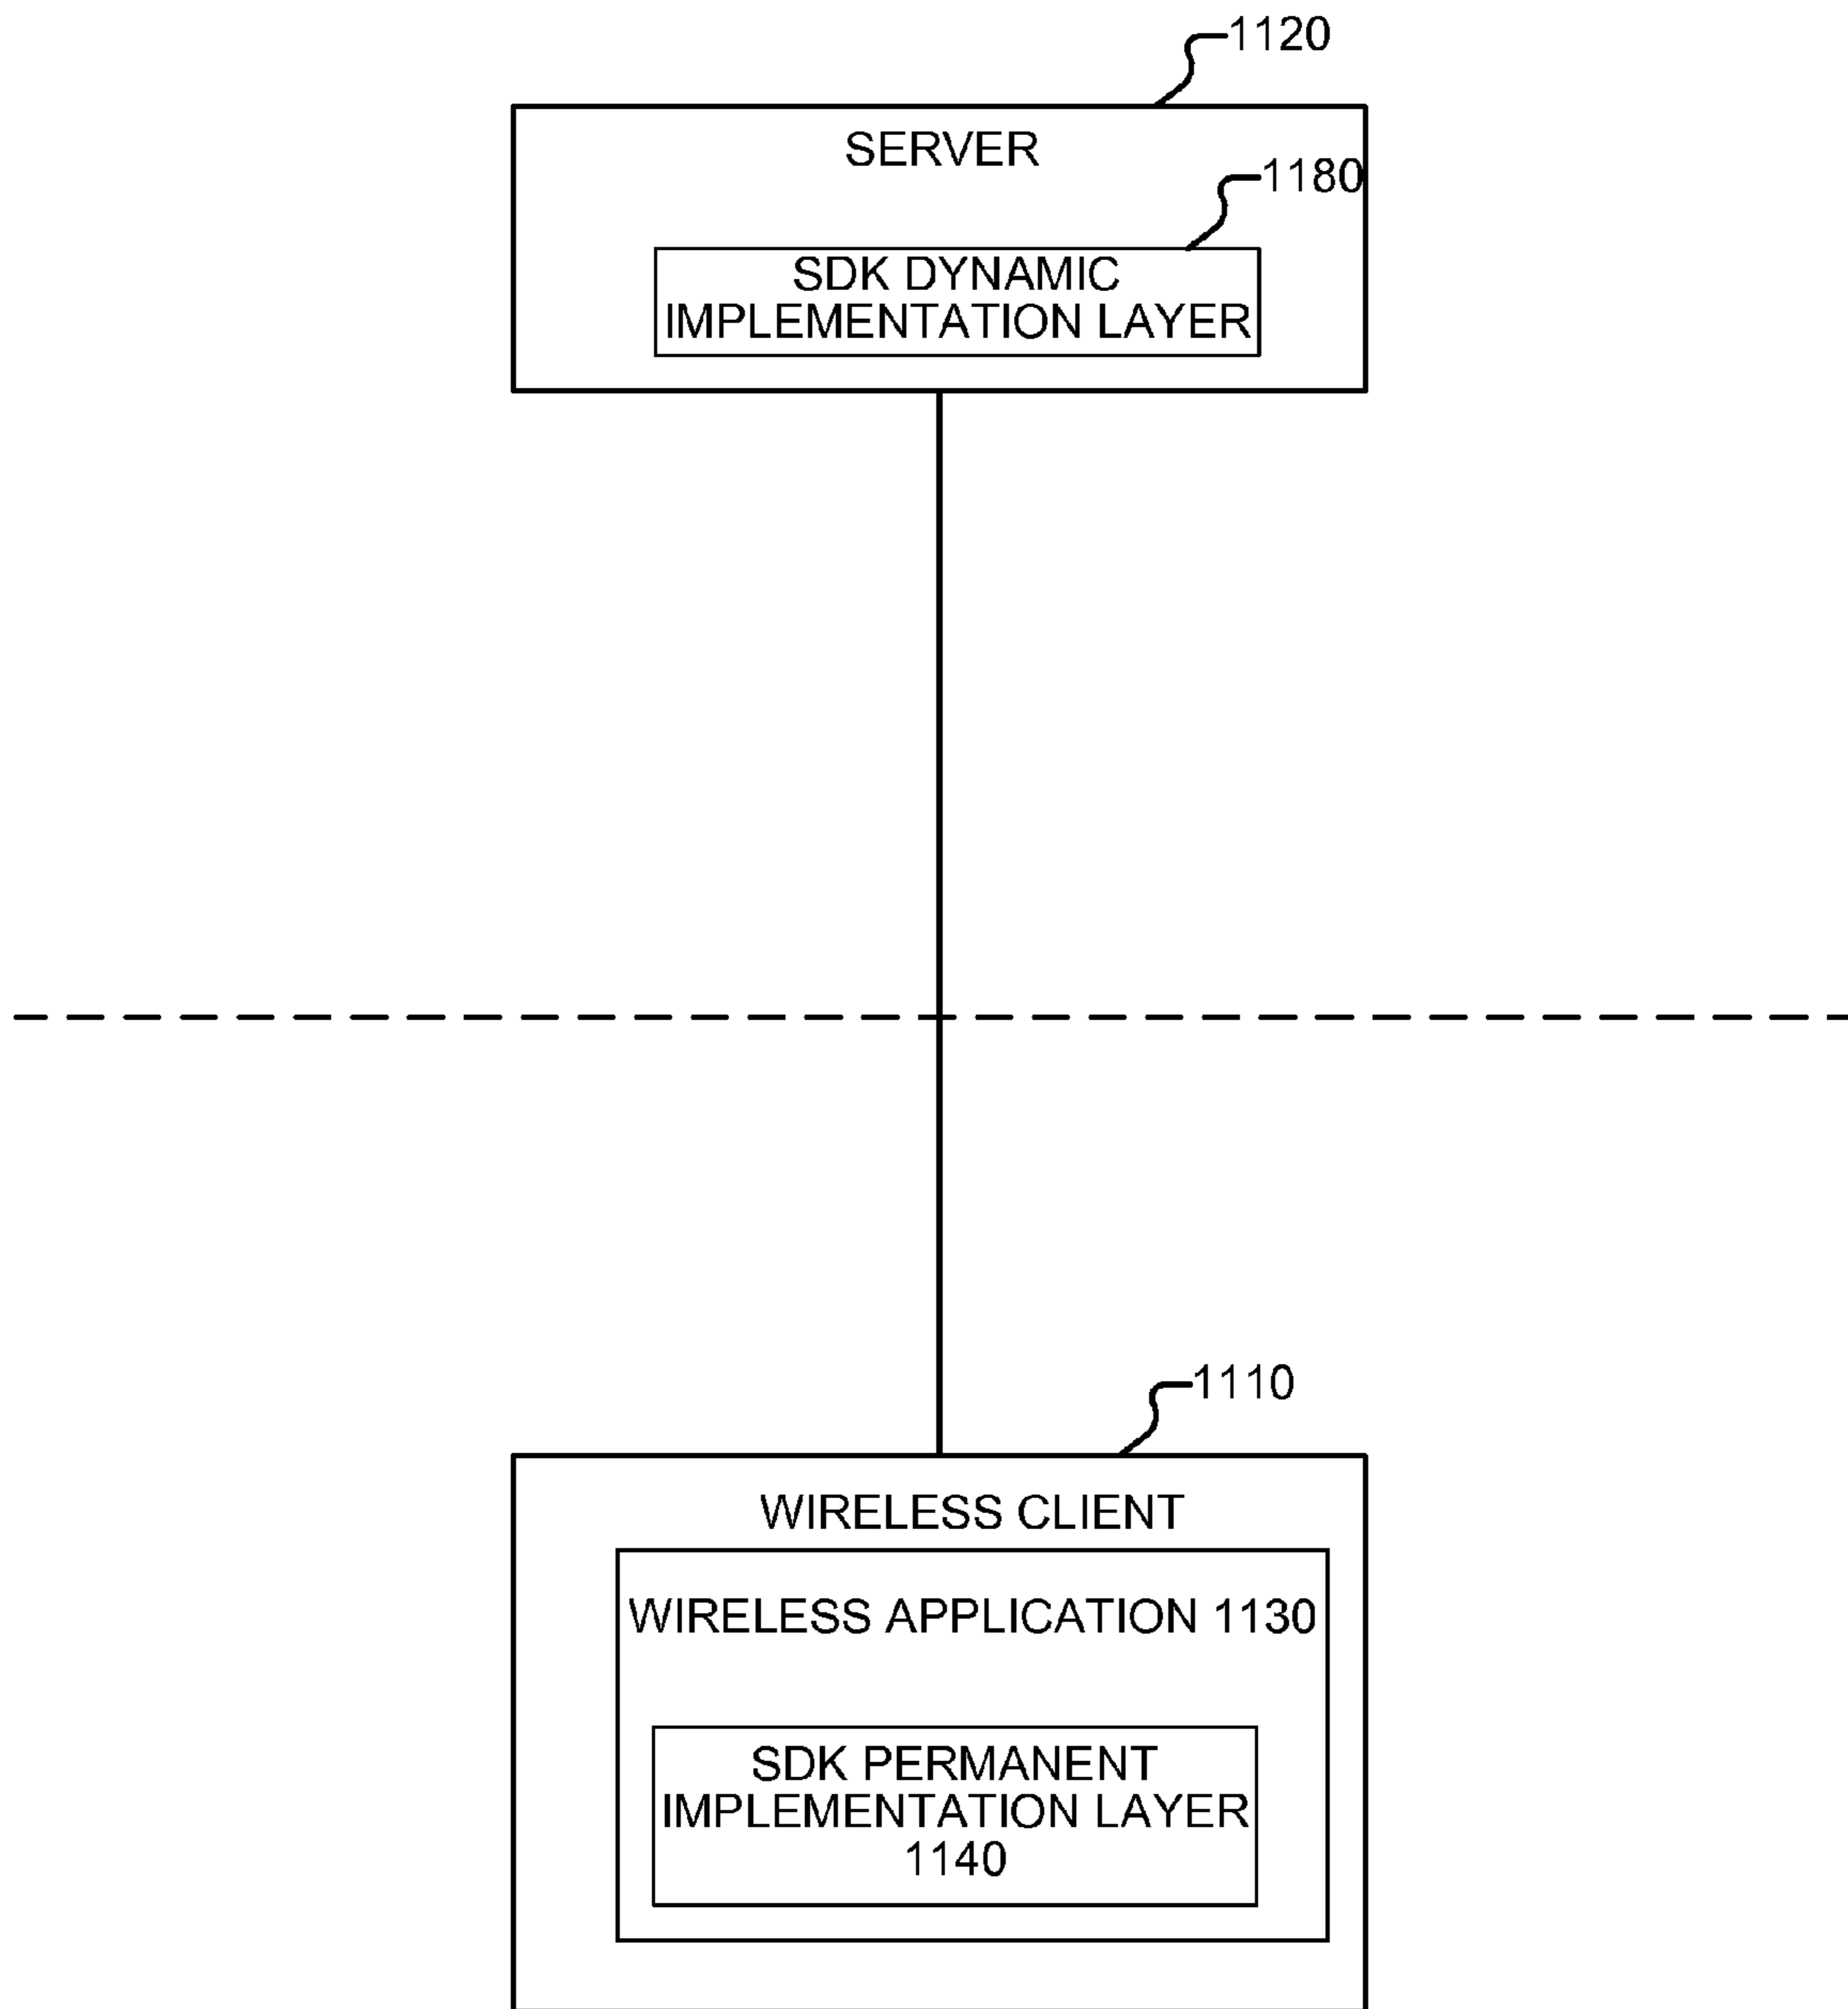 1120
SERVER
1180
SDK DYNAMIC
IMPLEMENTATION LAYER
1110
WIRELESS CLIENT
WIRELESS APPLICATION 1130
SDK PERMANENT
IMPLEMENTATION LAYER
1140